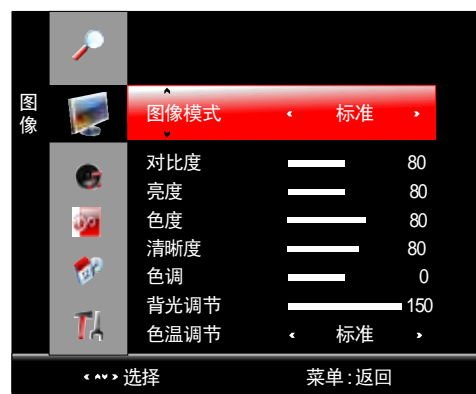 图像
图像模式 标准
对比度 80
亮度 80
色度 80
清晰度 80
色调 0
背光调节 150
色温调节 标准
选择 菜单:返回